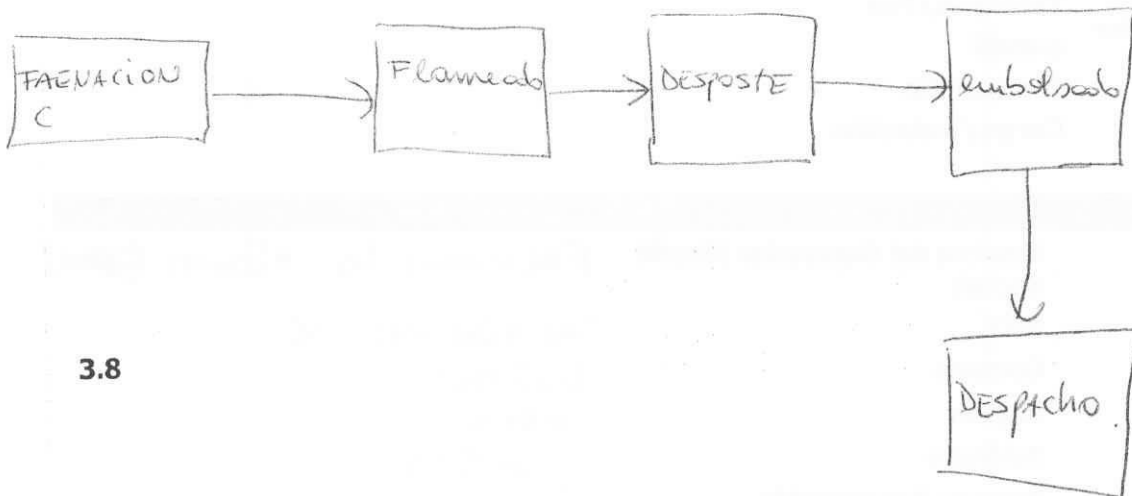 FAENACION
C
Flameado
DESPOSTE
embolsado
DESPACHO.
3.8